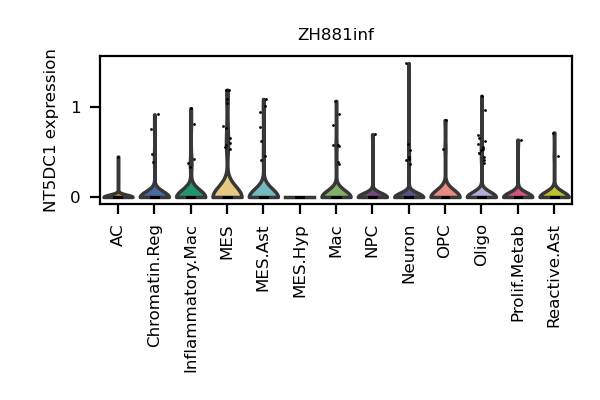 ZH881inf
NT5DC1 expression
1
0
AC
Chromatin.Reg
Inflammatory.Mac
MES
MES.Ast
MES.Hyp
Mac
NPC
Neuron
OPC
Oligo
Prolif.Metab
Reactive.Ast